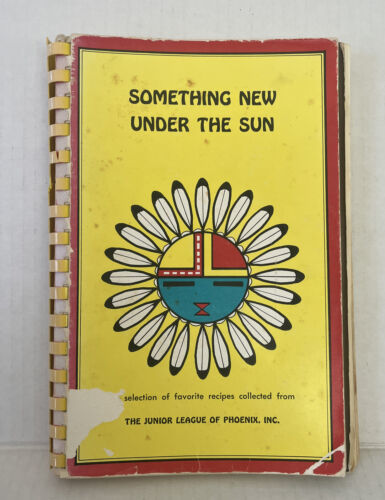 SOMETHING NEW
UNDER THE SUN
selection of favorite recipes collected from
THE JUNIOR LEAGUE OF PHOENIX, INC.